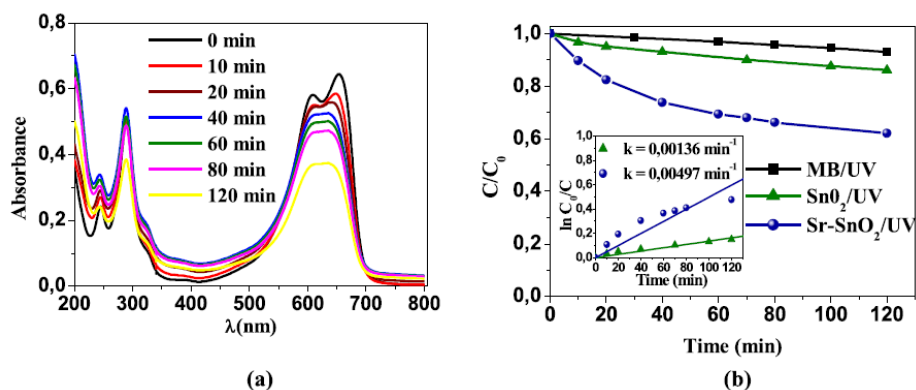 (a)
0,8
0,6
0,4
0,2
0,0
Absorbance
0 min
10 min
20 min
40 min
60 min
80 min
120 min
200 300 400 500 600 700 800
λ(nm)
(a)
(b)
1,0
0,8
0,6
0,4
0,2
0,0
C/C0
MB/UV
Sn02/UV
Sr-SnO2/UV
1,0
0,8
0,6
0,4
0,2
0,0
ln C0/C
k = 0,00136 min-1
k = 0,00497 min-1
0 20 40 60 80 100 120
Time (min)
0 20 40 60 80 100 120
Time (min)
(b)